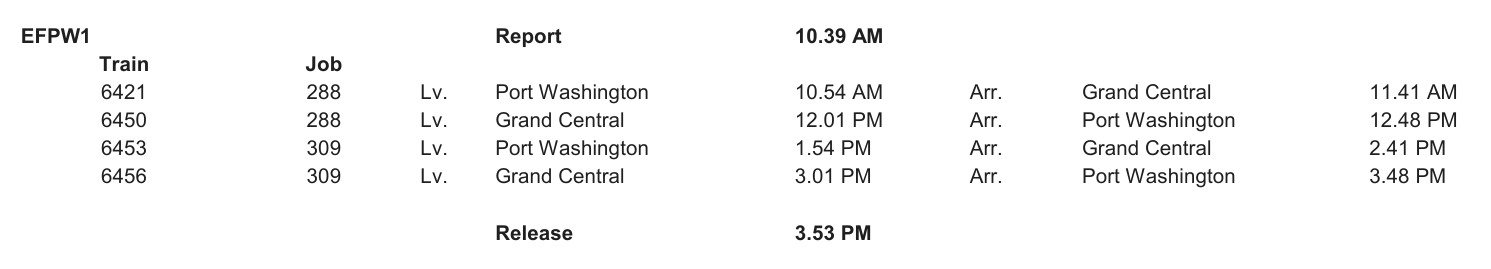 EFPW1 Report 10.39 AM
Train Job
6421 288 Lv. Port Washington 10.54 AM Arr. Grand Central 11.41 AM
6450 288 Lv. Grand Central 12.01 PM Arr. Port Washington 12.48 PM
6453 309 Lv. Port Washington 1.54 PM Arr. Grand Central 2.41 PM
6456 309 Lv. Grand Central 3.01 PM Arr. Port Washington 3.48 PM
Release 3.53 PM